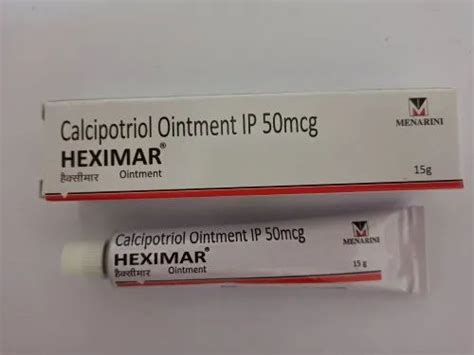 Calcipotriol Ointment IP 50mcg
HEXIMAR®
हैक्सीमार Ointment
MENARINI
15g
Calcipotriol Ointment IP 50mcg
HEXIMAR®
हैक्सीमार Ointment
MENARINI
15 g